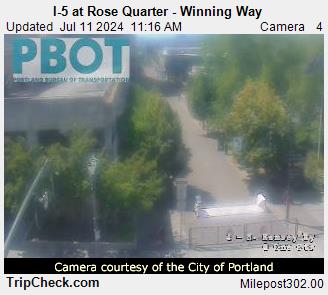 I-5 at Rose Quarter - Winning Way
Updated Jul 11 2024 11:16 AM Camera 4
PBOT
PORTLAND BUREAU OF TRANSPORTATION
Camera courtesy of the City of Portland
TripCheck.com Milepost302.00